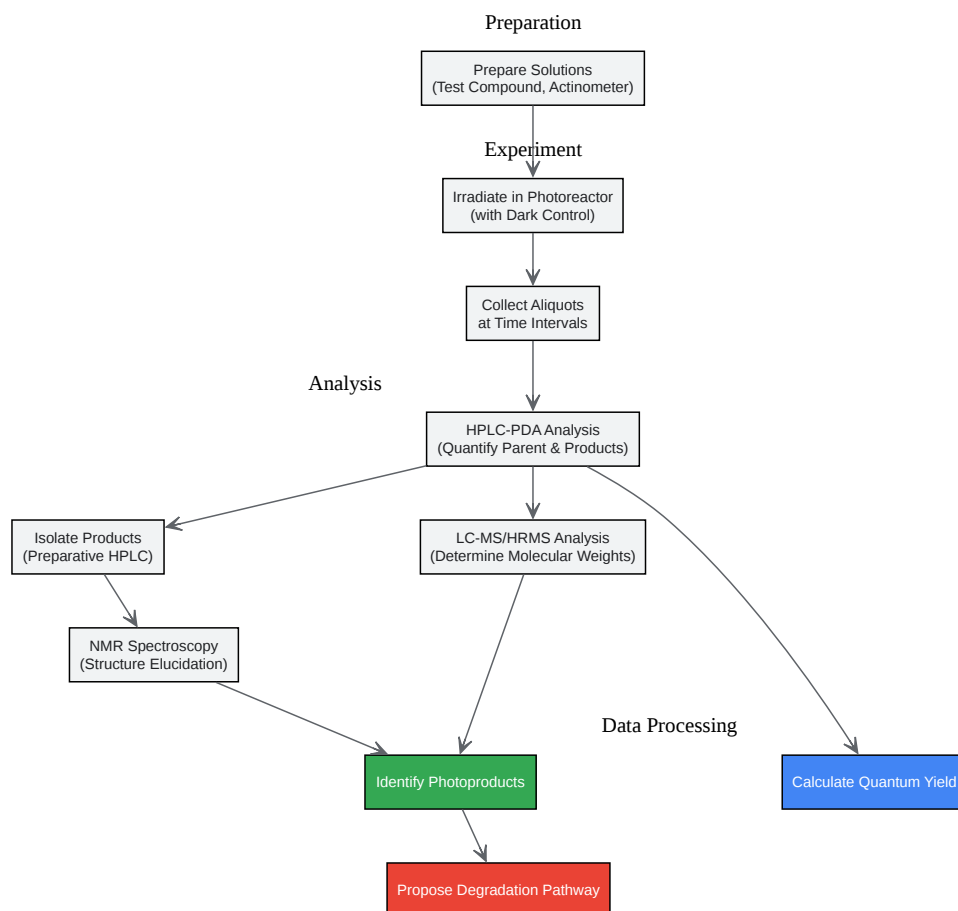 Preparation
Prepare Solutions
(Test Compound, Actinometer)
Experiment
Irradiate in Photoreactor
(with Dark Control)
Collect Aliquots
at Time Intervals
Analysis
HPLC-PDA Analysis
(Quantify Parent & Products)
Isolate Products
(Preparative HPLC)
LC-MS/HRMS Analysis
(Determine Molecular Weights)
NMR Spectroscopy
(Structure Elucidation)
Data Processing
Identify Photoproducts
Calculate Quantum Yield
Propose Degradation Pathway